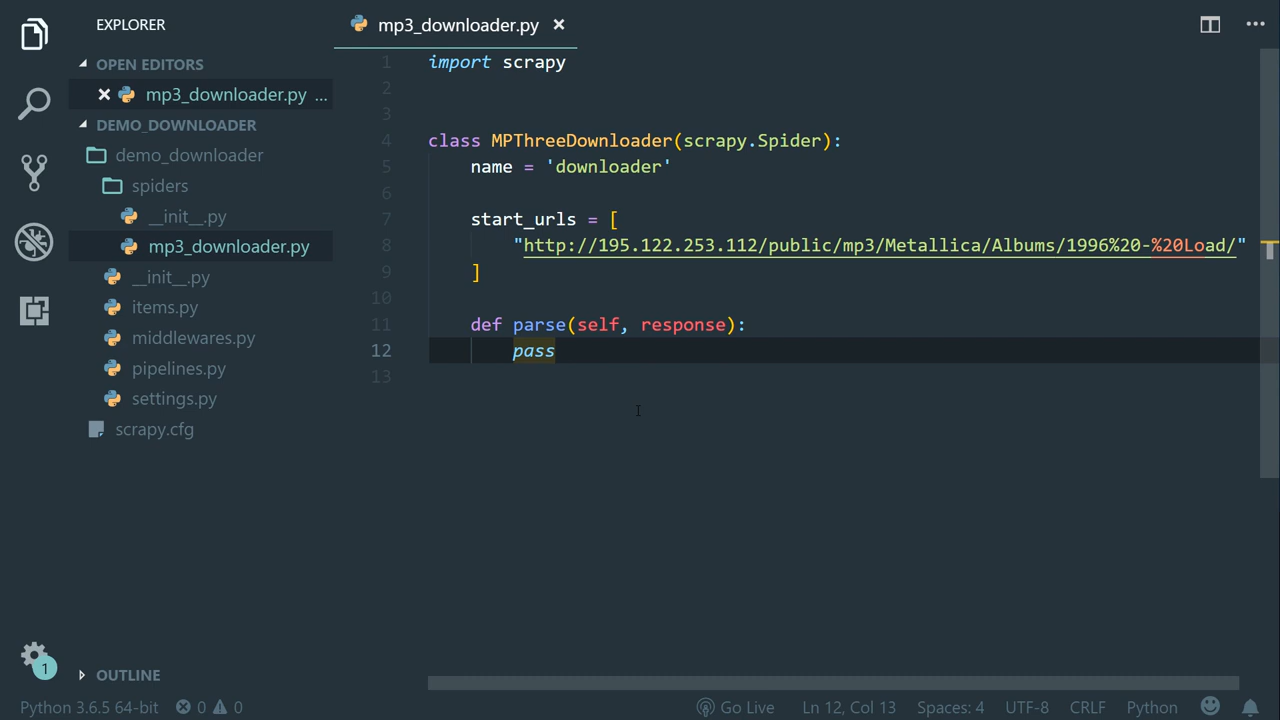 EXPLORER
OPEN EDITORS
mp3_downloader.py ...
DEMO_DOWNLOADER
demo_downloader
spiders
__init__.py
mp3_downloader.py
__init__.py
items.py
middlewares.py
pipelines.py
settings.py
scrapy.cfg
OUTLINE
1
mp3_downloader.py
1 import scrapy
2
3
4 class MPThreeDownloader(scrapy.Spider):
5 name = 'downloader'
6
7 start_urls = [
8 "http://195.122.253.112/public/mp3/Metallica/Albums/1996%20-%20Load/"
9 ]
10
11 def parse(self, response):
12 pass
13
Python 3.6.5 64-bit 0 0 Go Live Ln 12, Col 13 Spaces: 4 UTF-8 CRLF Python